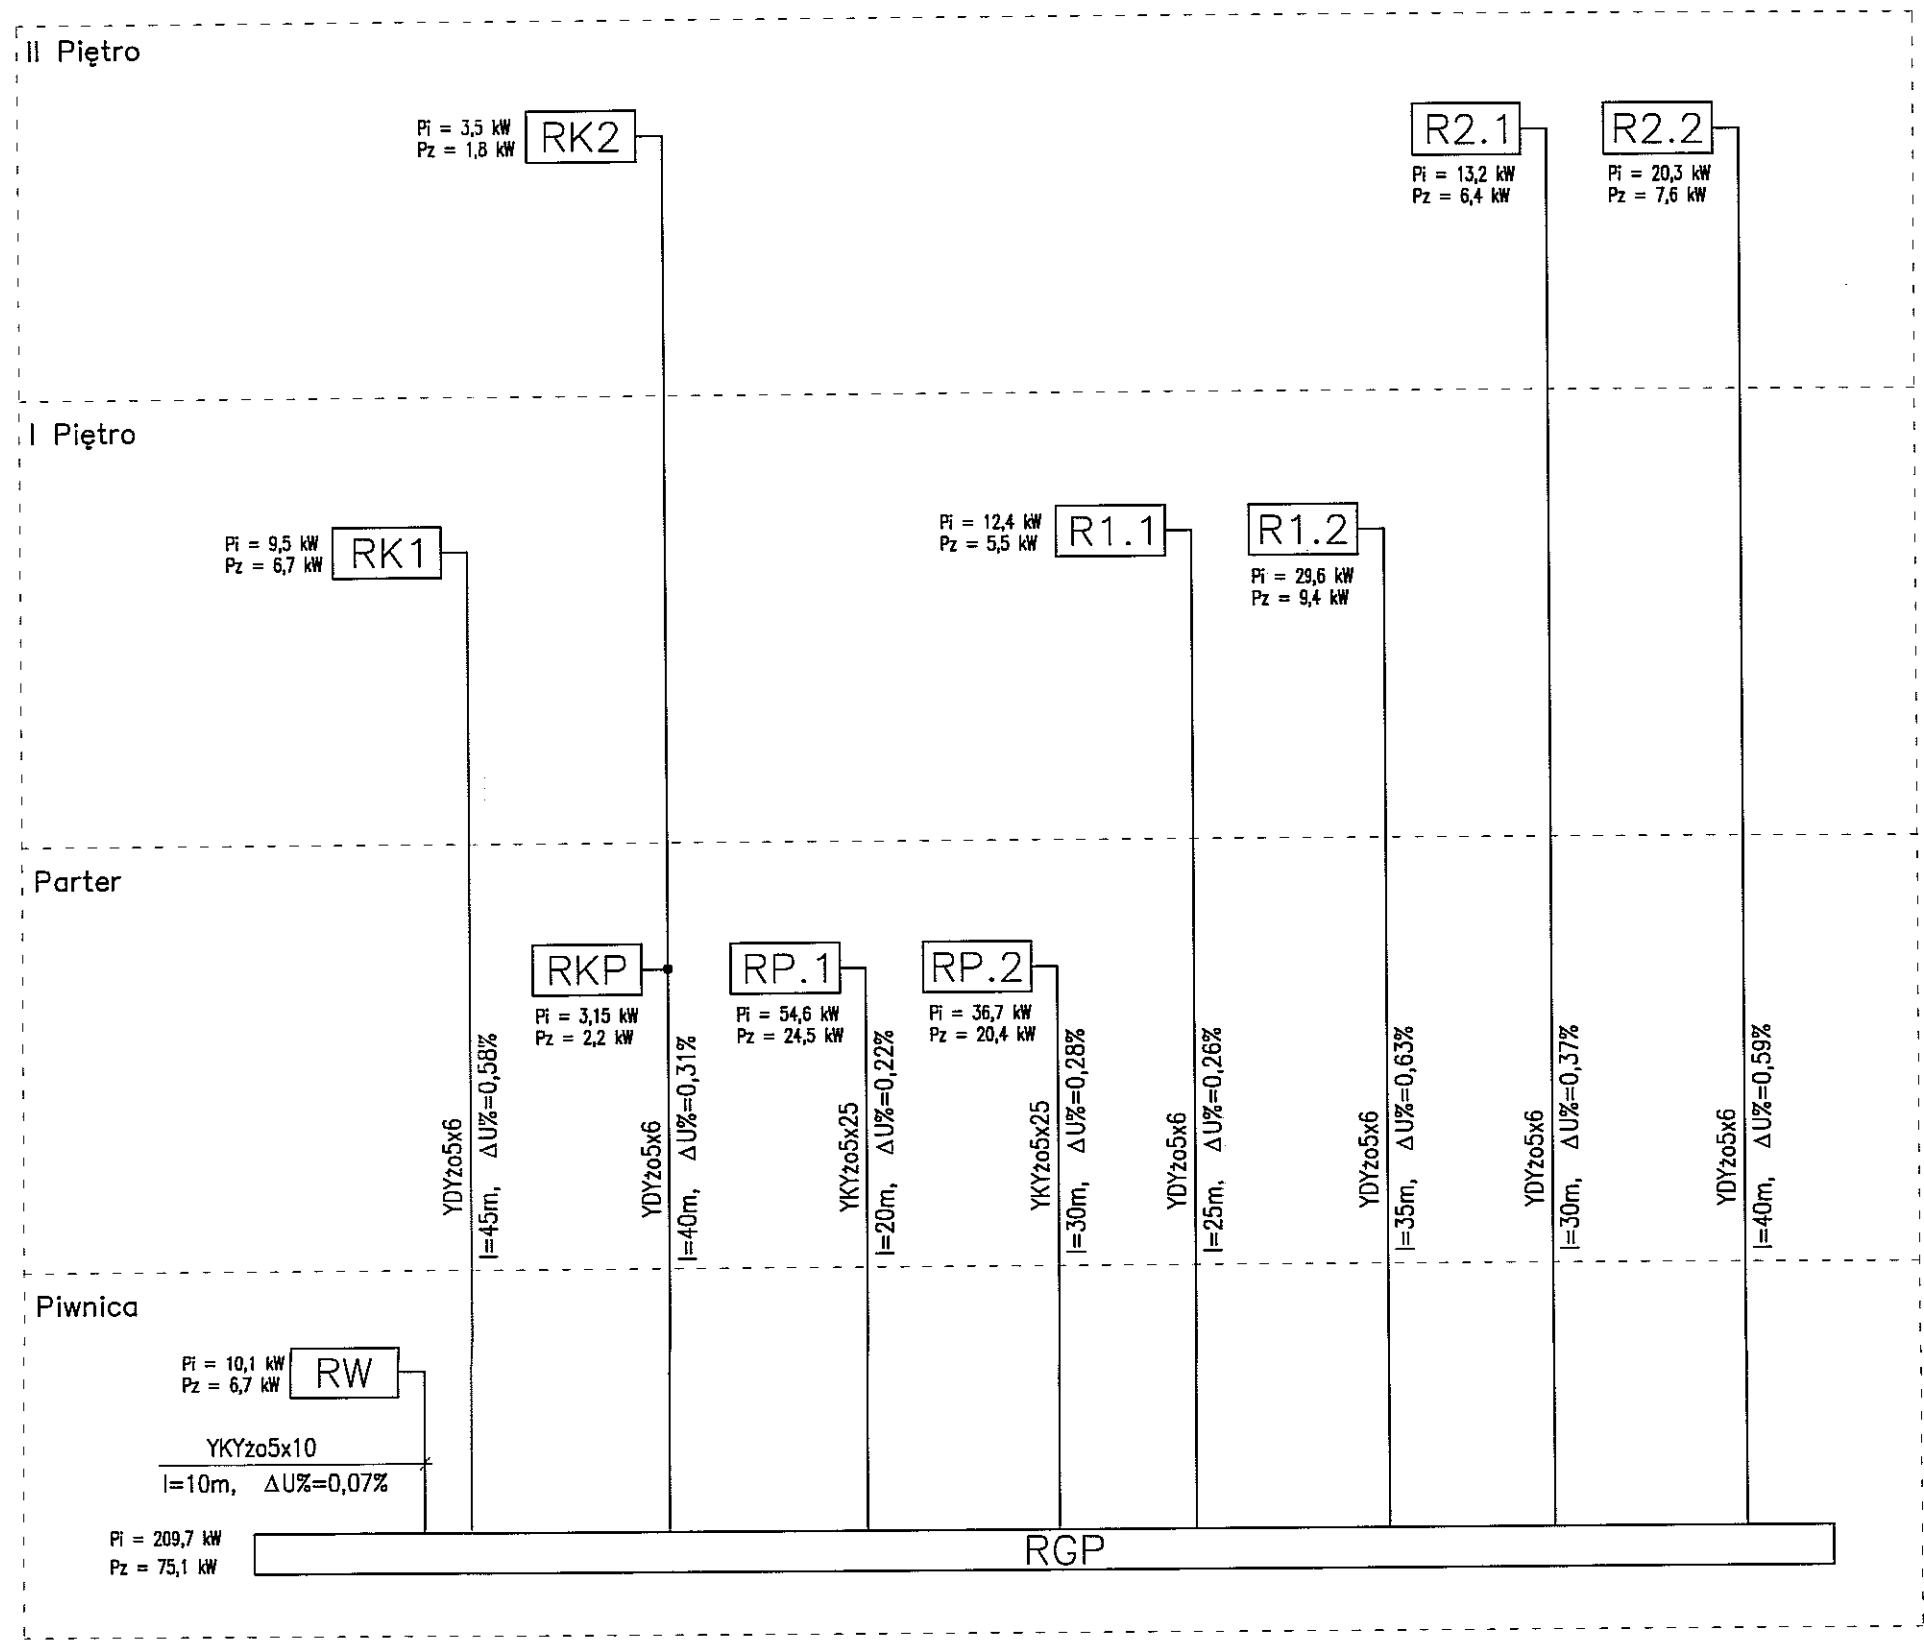 II Piętro
Pi = 3,5 kW
Pz = 1,8 kW
RK2
R2.1
Pi = 13,2 kW
Pz = 6,4 kW
R2.2
Pi = 20,3 kW
Pz = 7,6 kW
I Piętro
Pi = 9,5 kW
Pz = 6,7 kW
RK1
Pi = 12,4 kW
Pz = 5,5 kW
R1.1
R1.2
Pi = 29,6 kW
Pz = 9,4 kW
Parter
RKP
Pi = 3,15 kW
Pz = 2,2 kW
RP.1
Pi = 54,6 kW
Pz = 24,5 kW
RP.2
Pi = 36,7 kW
Pz = 20,4 kW
YDYżo5x6
l=45m, ΔU%=0,58%
YDYżo5x6
l=40m, ΔU%=0,31%
YKYżo5x25
l=20m, ΔU%=0,22%
YKYżo5x25
l=30m, ΔU%=0,28%
YDYżo5x6
l=25m, ΔU%=0,26%
YDYżo5x6
l=35m, ΔU%=0,63%
YDYżo5x6
l=30m, ΔU%=0,37%
YDYżo5x6
l=40m, ΔU%=0,59%
Piwnica
Pi = 10,1 kW
Pz = 6,7 kW
RW
YKYżo5x10
l=10m, ΔU%=0,07%
Pi = 209,7 kW
Pz = 75,1 kW
RGP